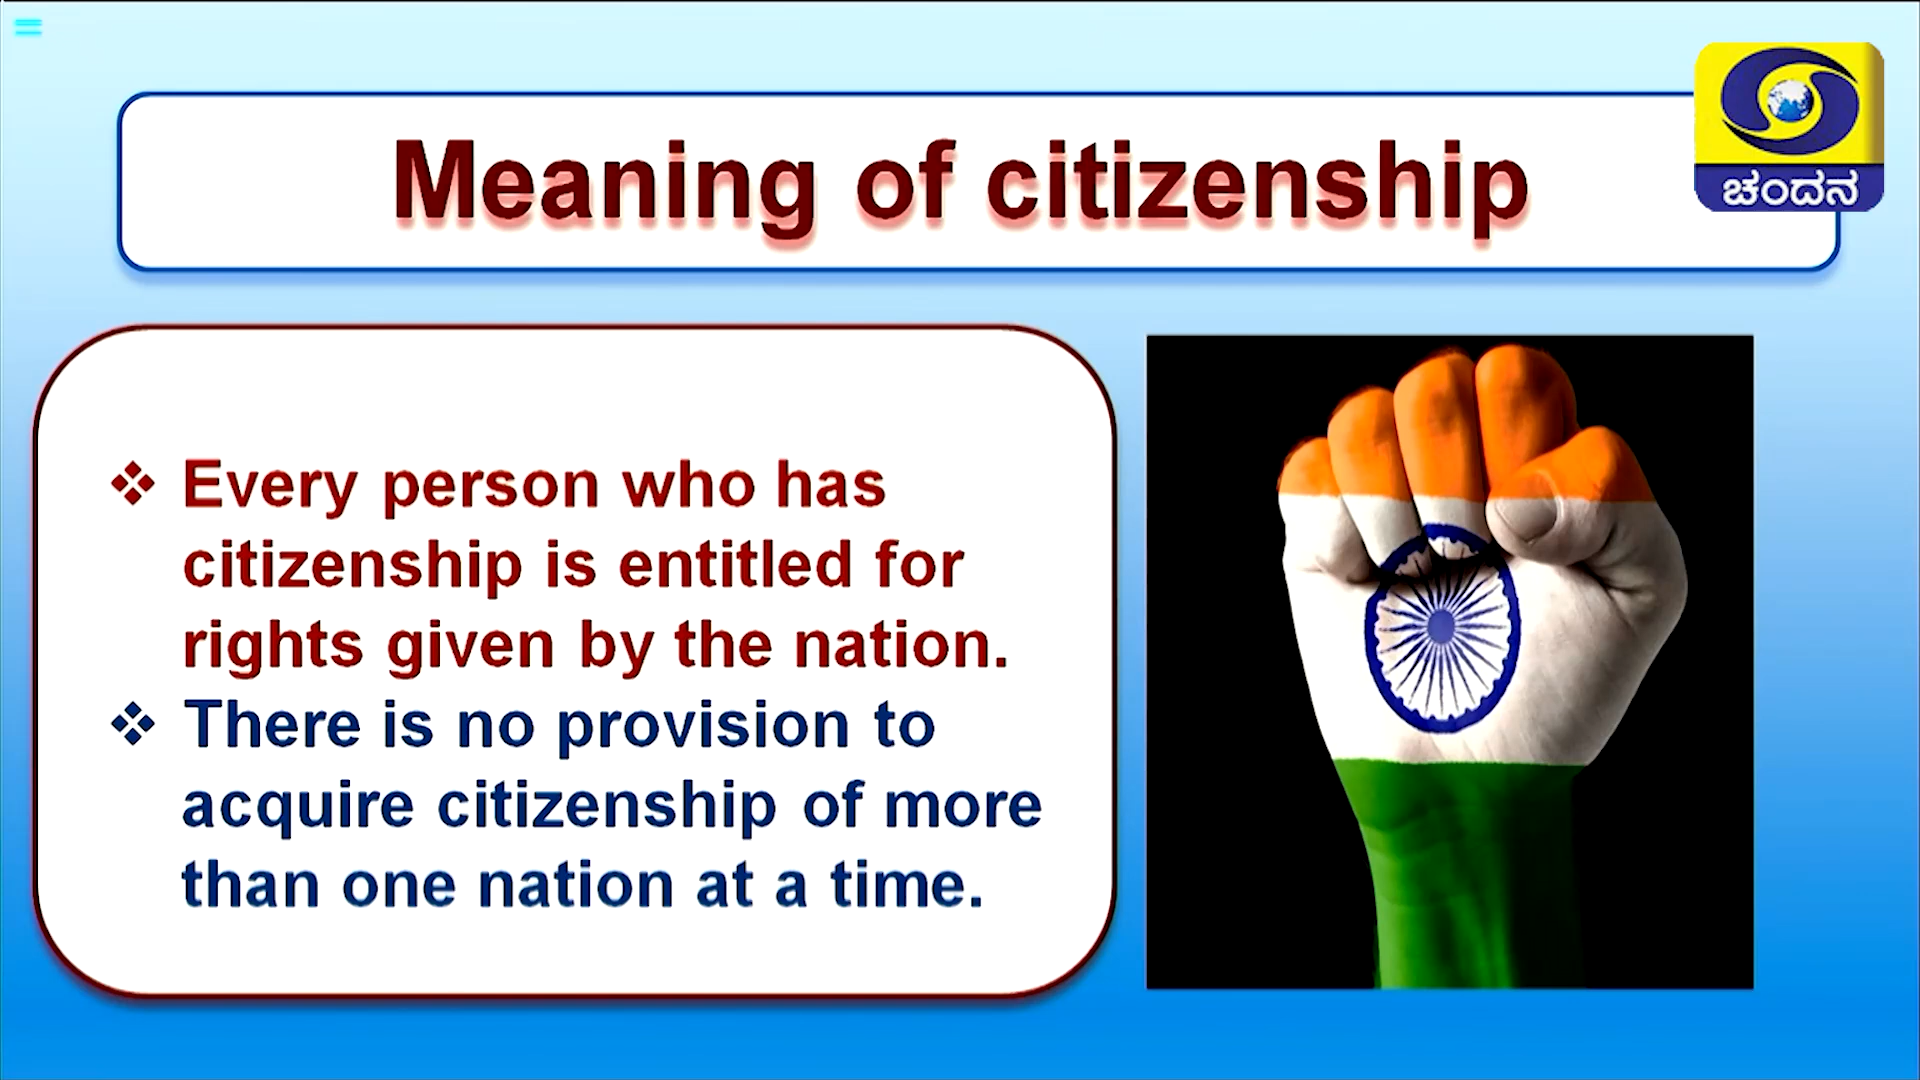 Meaning of citizenship
ಚಂದನ
❖ Every person who has
citizenship is entitled for
rights given by the nation.
❖ There is no provision to
acquire citizenship of more
than one nation at a time.